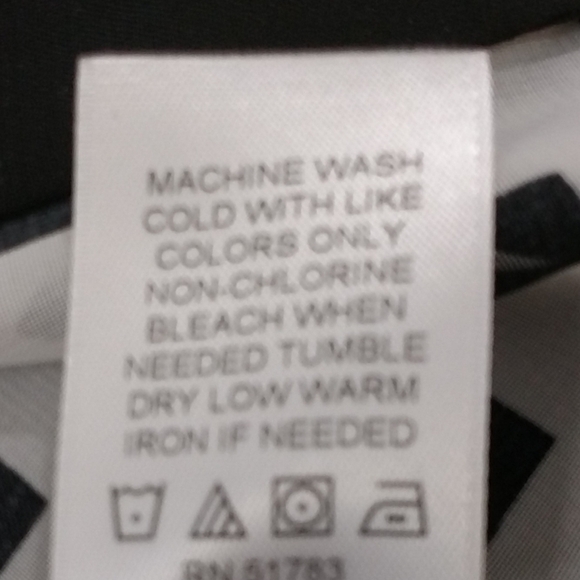 MACHINE WASH
COLD WITH LIKE
COLORS ONLY
NON-CHLORINE
BLEACH WHEN
NEEDED TUMBLE
DRY LOW WARM
IRON IF NEEDED
RN 51783